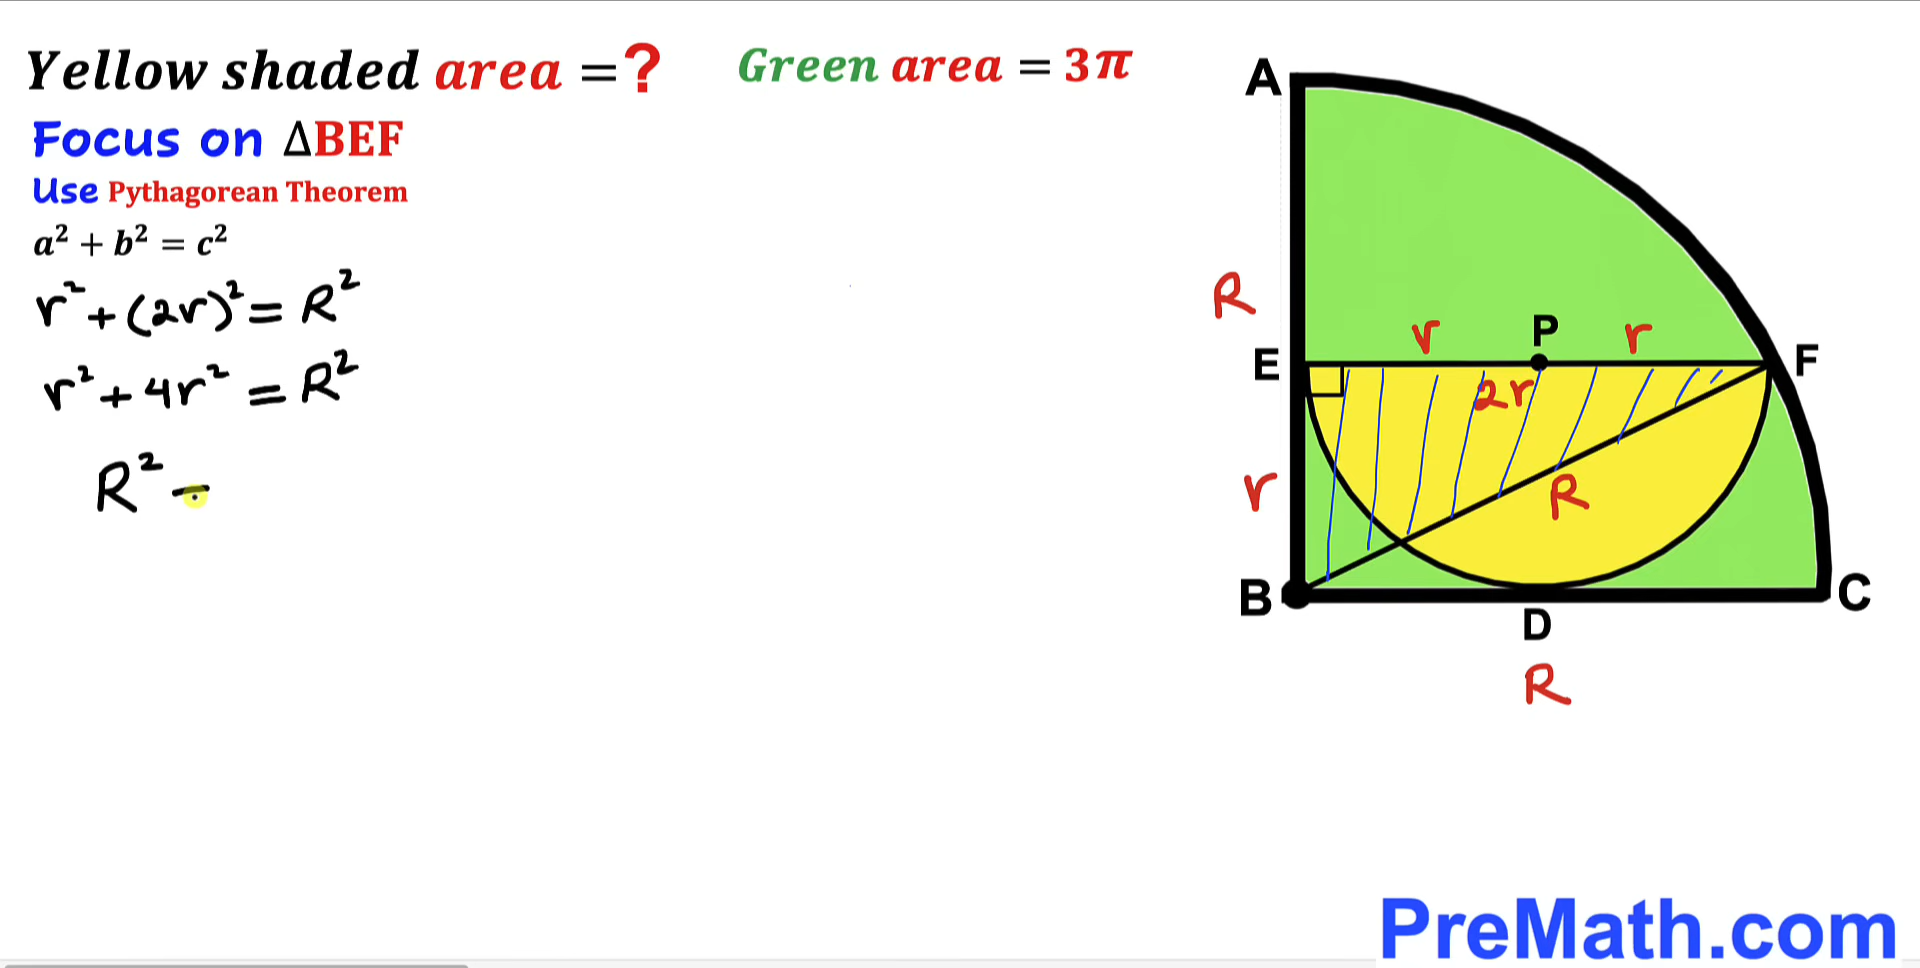 Yellow shaded area = ? Green area = 3π
Focus on ΔBEF
Use Pythagorean Theorem
a² + b² = c²
r² + (2r)² = R²
r² + 4r² = R²
R² =
A
R
r P r
E F
2r
r R
B C
D
R
PreMath.com